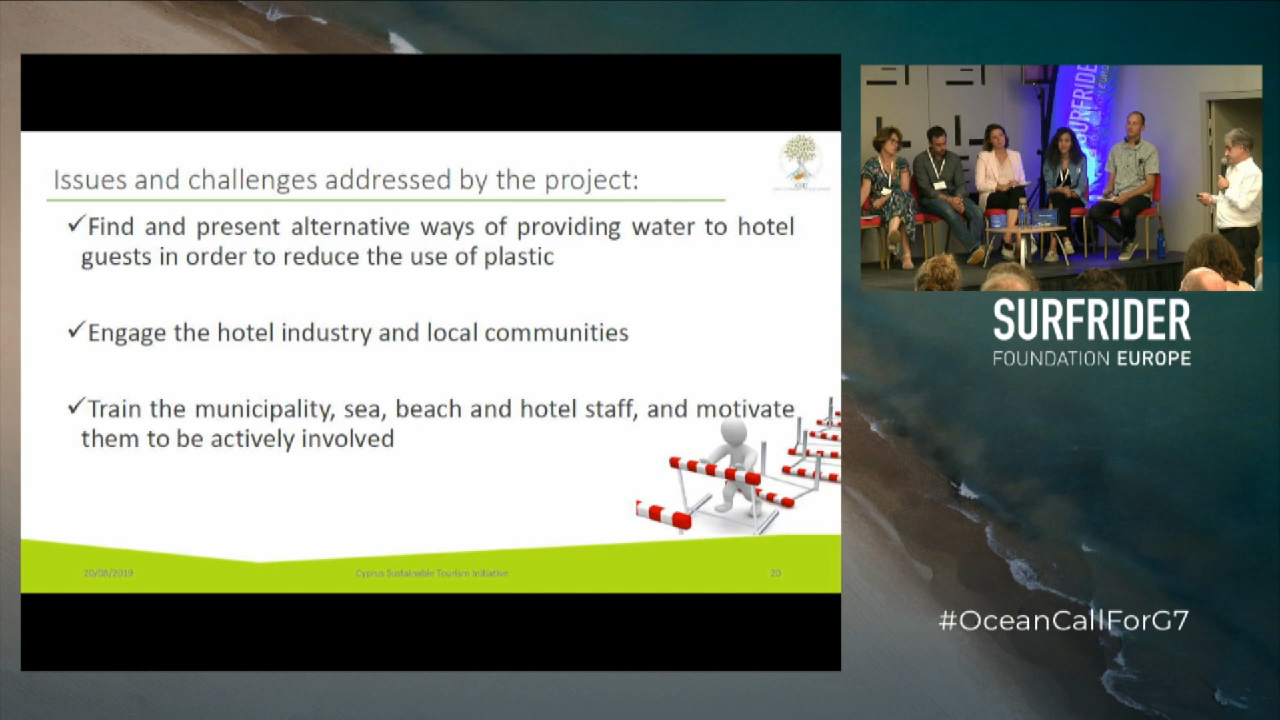 Issues and challenges addressed by the project:
✓Find and present alternative ways of providing water to hotel
guests in order to reduce the use of plastic
✓Engage the hotel industry and local communities
✓Train the municipality, sea, beach and hotel staff, and motivate
them to be actively involved
20/08/2019
Cyprus Sustainable Tourism Initiative
20
SURFRIDER
SURFRIDER
FOUNDATION EUROPE
#OceanCallForG7